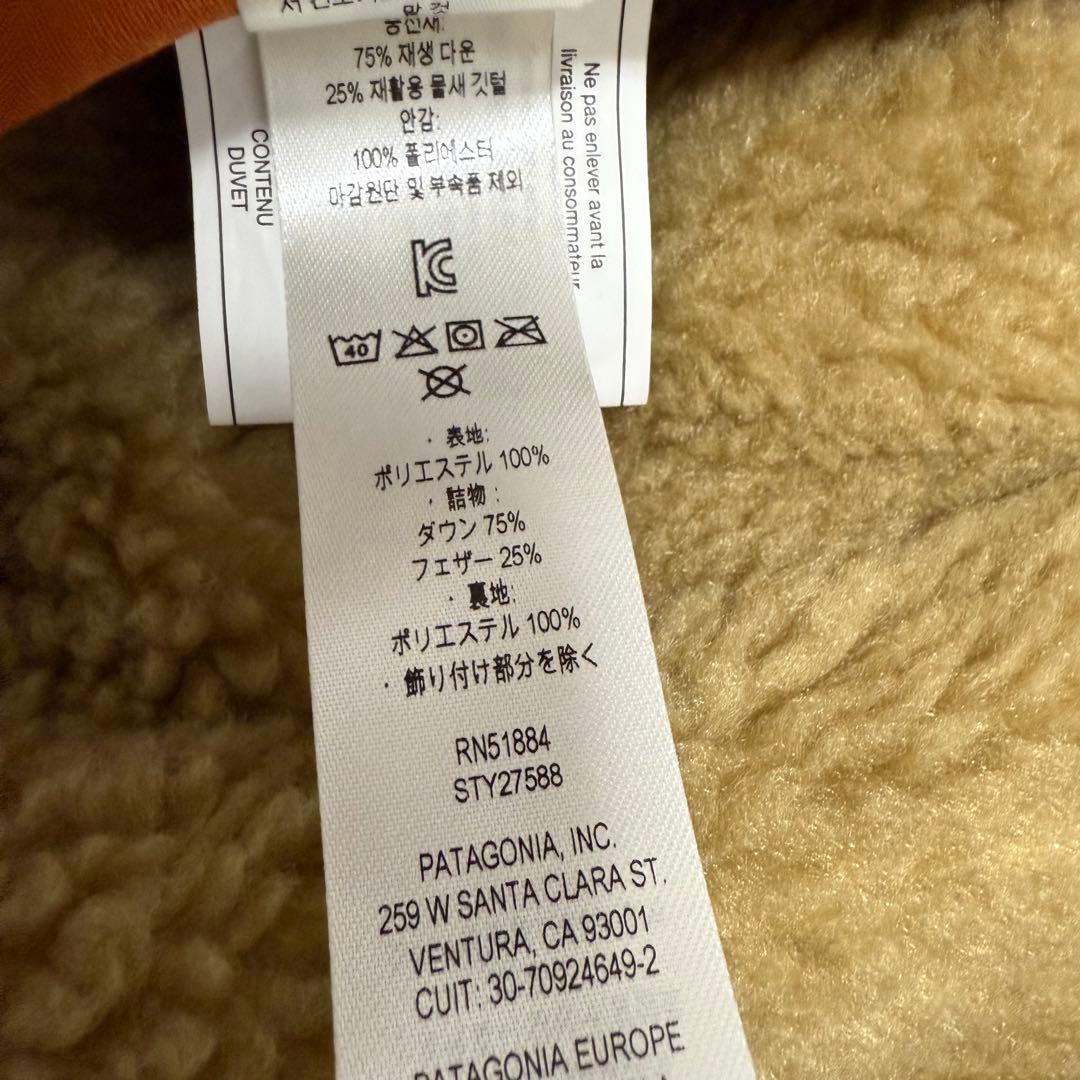 충전재:
75% 재생 다운
25% 재활용 물새 깃털
안감:
100% 폴리에스터
마감원단 및 부속품 제외
40
· 表地:
ポリエステル 100%
· 詰物 :
ダウン 75%
フェザー 25%
· 裏地:
ポリエステル 100%
· 飾り付け部分を除く
RN51884
STY27588
PATAGONIA, INC.
259 W SANTA CLARA ST.
VENTURA, CA 93001
CUIT: 30-70924649-2
PATAGONIA EUROPE
CONTENU
DUVET
Ne pas enlever avant la
livraison au consommateur